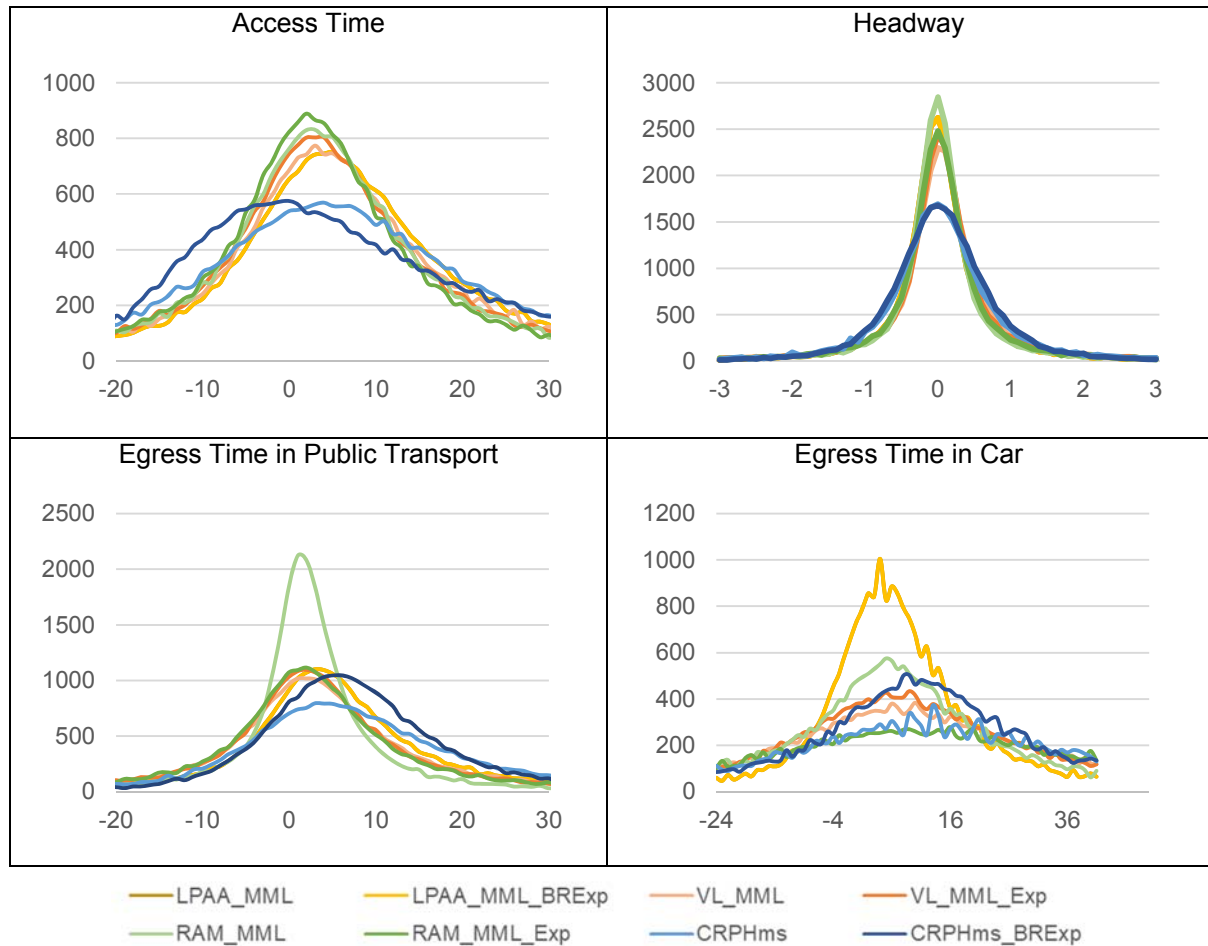 Access Time
1000
800
600
400
200
0
-20 -10 0 10 20 30
Headway
3000
2500
2000
1500
1000
500
0
-3 -2 -1 0 1 2 3
Egress Time in Public Transport
2500
2000
1500
1000
500
0
-20 -10 0 10 20 30
Egress Time in Car
1200
1000
800
600
400
200
0
-24 -4 16 36
LPAA_MML LPAA_MML_BRExp VL_MML VL_MML_Exp
RAM_MML RAM_MML_Exp CRPHms CRPHms_BRExp